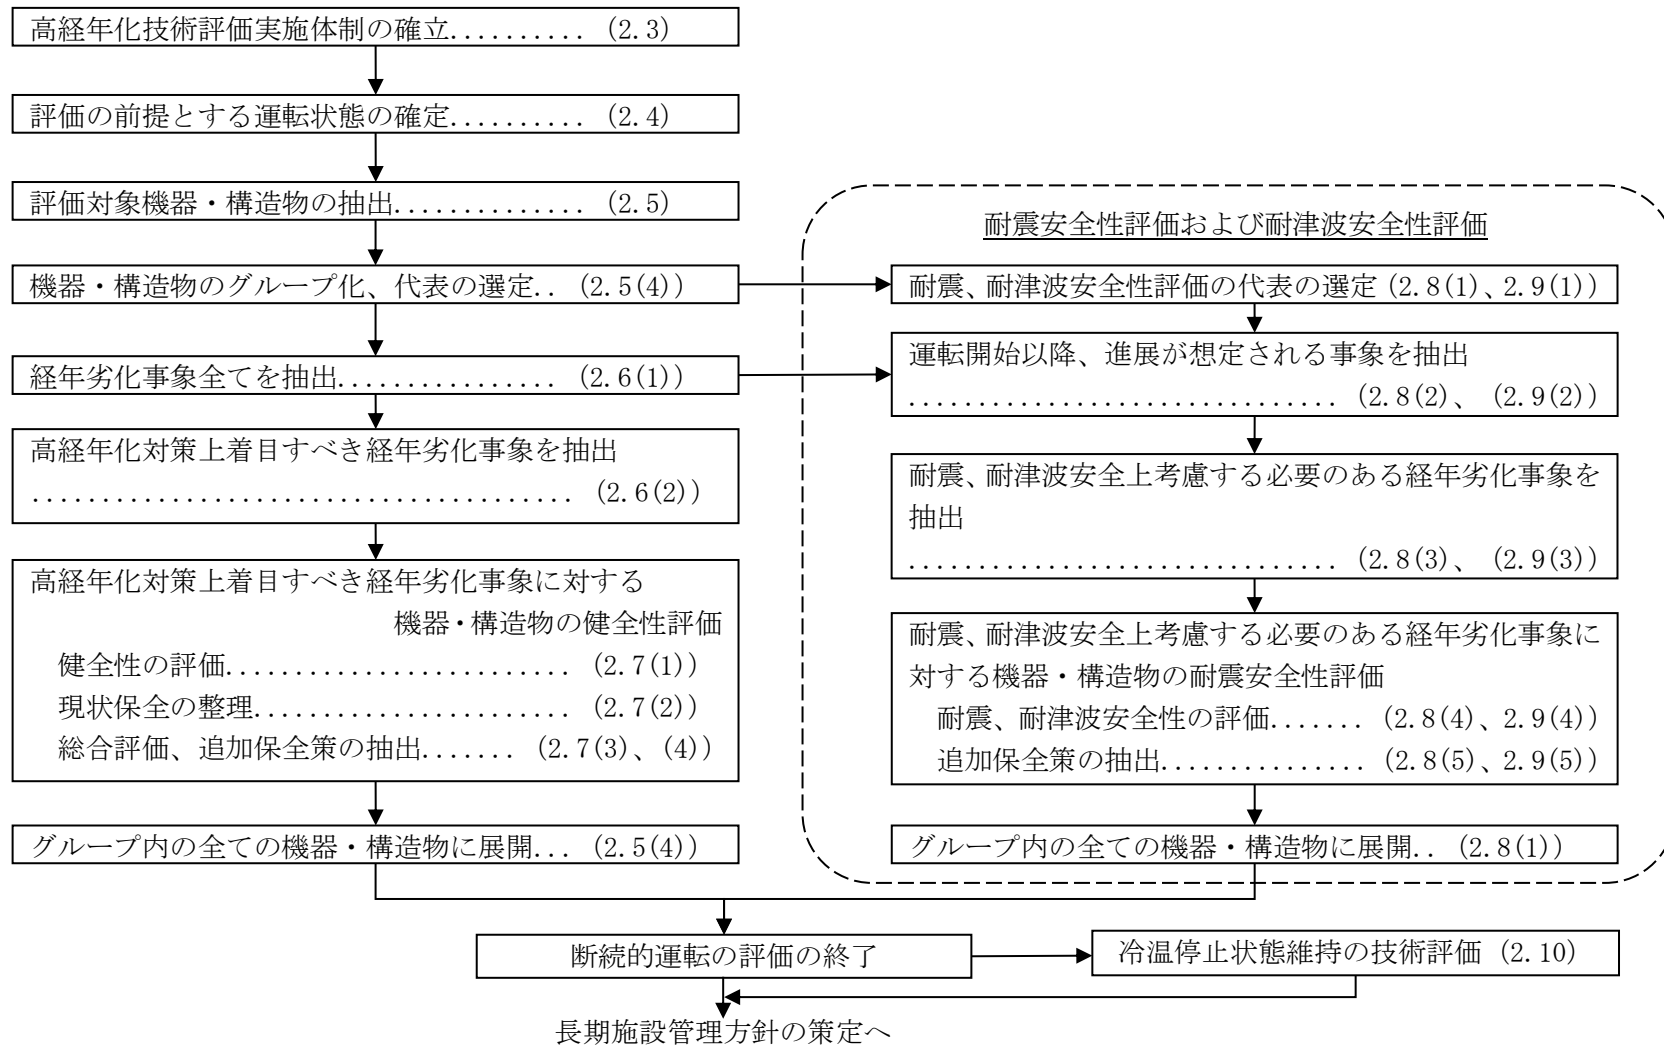 高経年化技術評価実施体制の確立.......... (2.3)
評価の前提とする運転状態の確定.......... (2.4)
評価対象機器・構造物の抽出.............. (2.5)
機器・構造物のグループ化、代表の選定.. (2.5(4))
経年劣化事象全てを抽出................ (2.6(1))
高経年化対策上着目すべき経年劣化事象を抽出
....................................... (2.6(2))
高経年化対策上着目すべき経年劣化事象に対する
機器・構造物の健全性評価
健全性の評価......................... (2.7(1))
現状保全の整理....................... (2.7(2))
総合評価、追加保全策の抽出....... (2.7(3)、(4))
グループ内の全ての機器・構造物に展開... (2.5(4))
耐震安全性評価および耐津波安全性評価
耐震、耐津波安全性評価の代表の選定 (2.8(1)、2.9(1))
運転開始以降、進展が想定される事象を抽出
............................... (2.8(2)、 (2.9(2))
耐震、耐津波安全上考慮する必要のある経年劣化事象を
抽出
............................... (2.8(3)、 (2.9(3))
耐震、耐津波安全上考慮する必要のある経年劣化事象に
対する機器・構造物の耐震安全性評価
耐震、耐津波安全性の評価....... (2.8(4)、2.9(4))
追加保全策の抽出............... (2.8(5)、2.9(5))
グループ内の全ての機器・構造物に展開.. (2.8(1))
断続的運転の評価の終了
冷温停止状態維持の技術評価 (2.10)
長期施設管理方針の策定へ